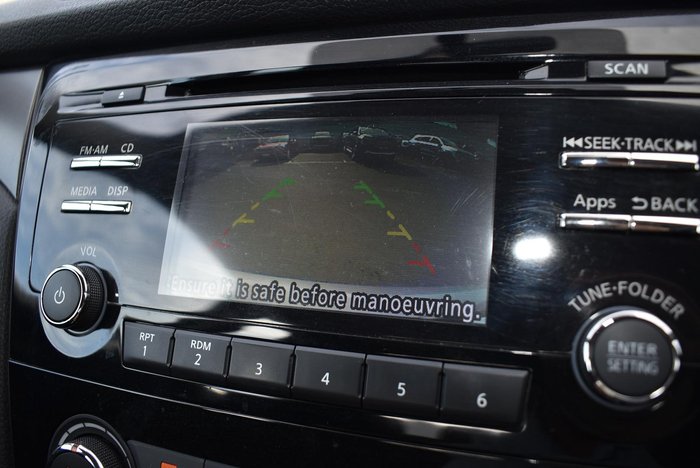 SCAN
FM·AM CD
SEEK·TRACK
MEDIA DISP
Apps BACK
VOL
Ensure it is safe before manoeuvring.
TUNE·FOLDER
ENTER
SETTING
RPT
1
RDM
2
3
4
5
6